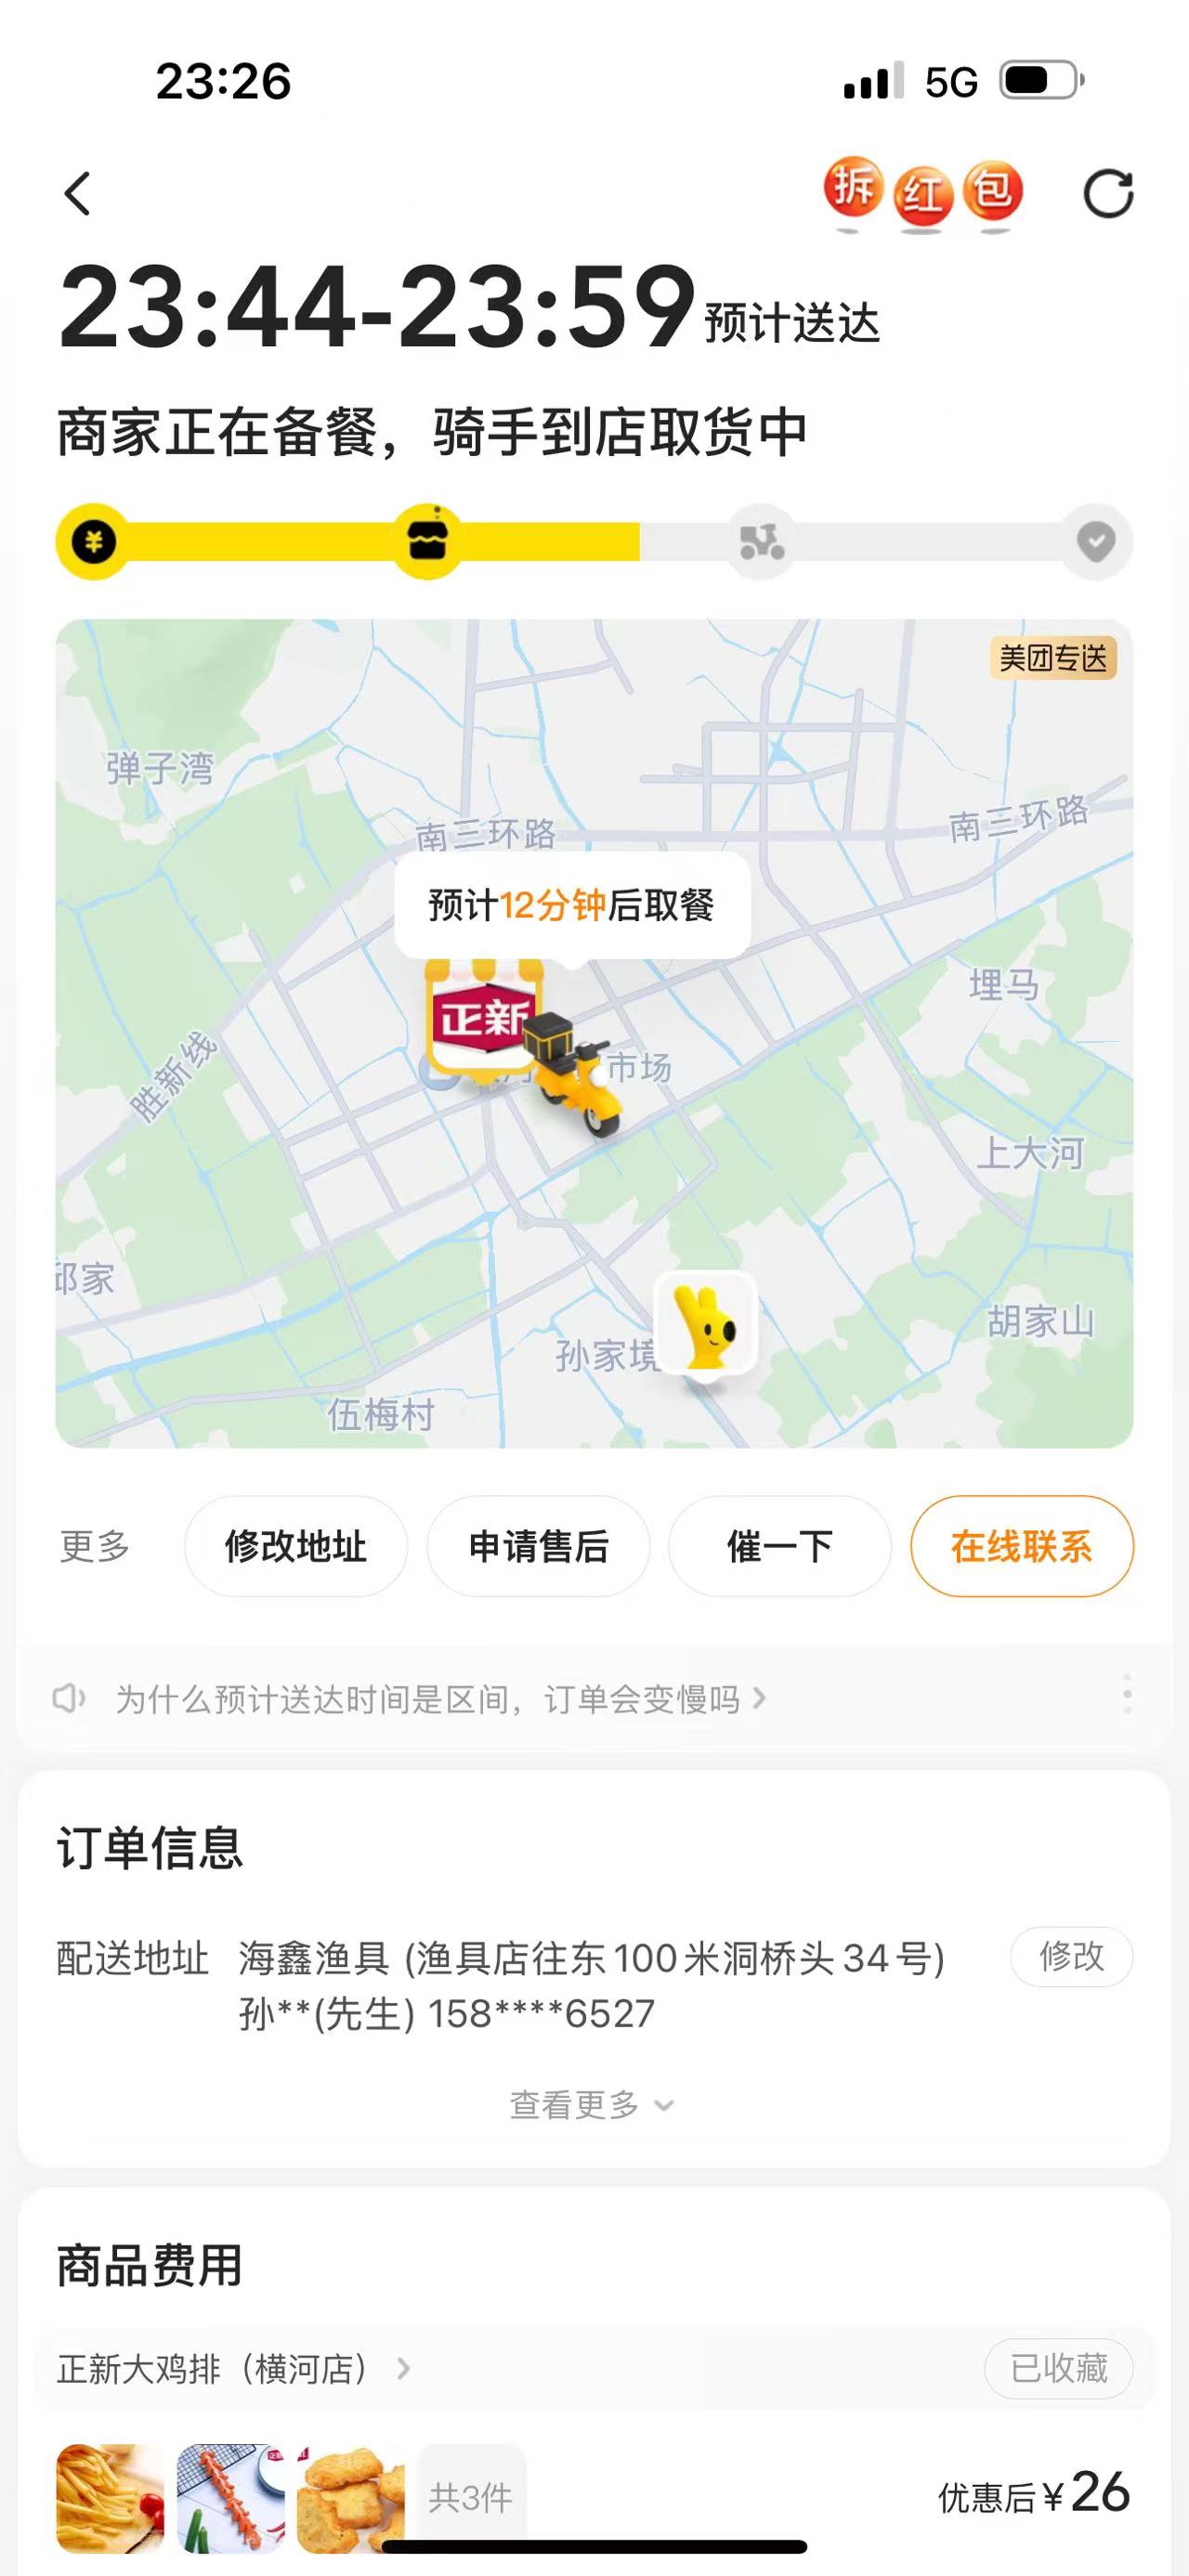 23:26
5G
拆红包
23:44-23:59预计送达
商家正在备餐，骑手到店取货中
美团专送
弹子湾
南三环路
南三环路
预计12分钟后取餐
正新
埋马
市场
胜新线
上大河
邱家
胡家山
孙家境
伍梅村
更多
修改地址
申请售后
催一下
在线联系
为什么预计送达时间是区间，订单会变慢吗
订单信息
配送地址 海鑫渔具 (渔具店往东100米洞桥头34号)
修改
孙**(先生) 158****6527
查看更多
商品费用
正新大鸡排（横河店）
已收藏
共3件
优惠后¥26